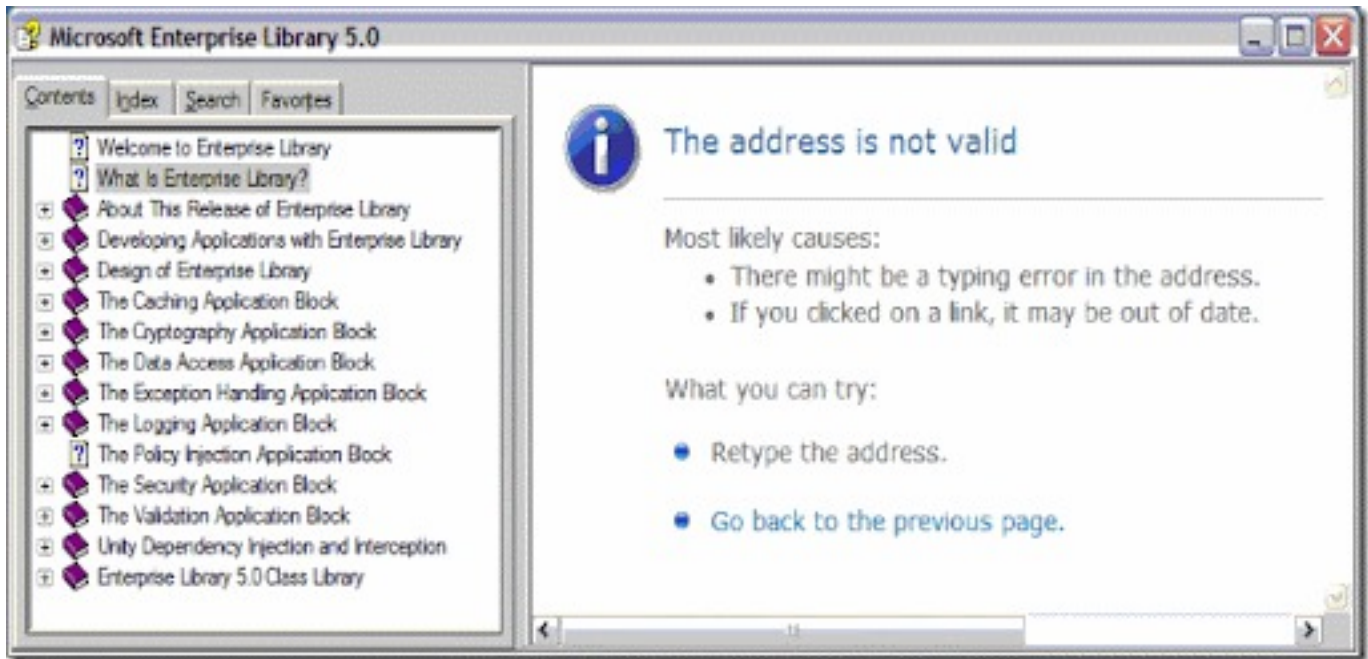 Microsoft Enterprise Library 5.0
Contents Index Search Favorites
Welcome to Enterprise Library
What Is Enterprise Library?
About This Release of Enterprise Library
Developing Applications with Enterprise Library
Design of Enterprise Library
The Caching Application Block
The Cryptography Application Block
The Data Access Application Block
The Exception Handling Application Block
The Logging Application Block
The Policy Injection Application Block
The Security Application Block
The Validation Application Block
Unity Dependency Injection and Interception
Enterprise Library 5.0 Class Library
The address is not valid
Most likely causes:
• There might be a typing error in the address.
• If you clicked on a link, it may be out of date.
What you can try:
• Retype the address.
• Go back to the previous page.